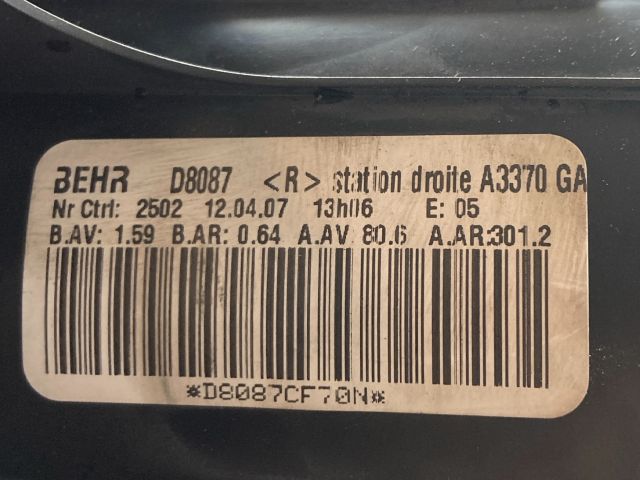 BEHR D8087 <R> station droite A3370 GA
Nr Ctrl: 2502 12.04.07 13h06 E: 05
B.AV: 1.59 B.AR: 0.64 A.AV 80.6 A.AR:301.2
*D8087CF70N*